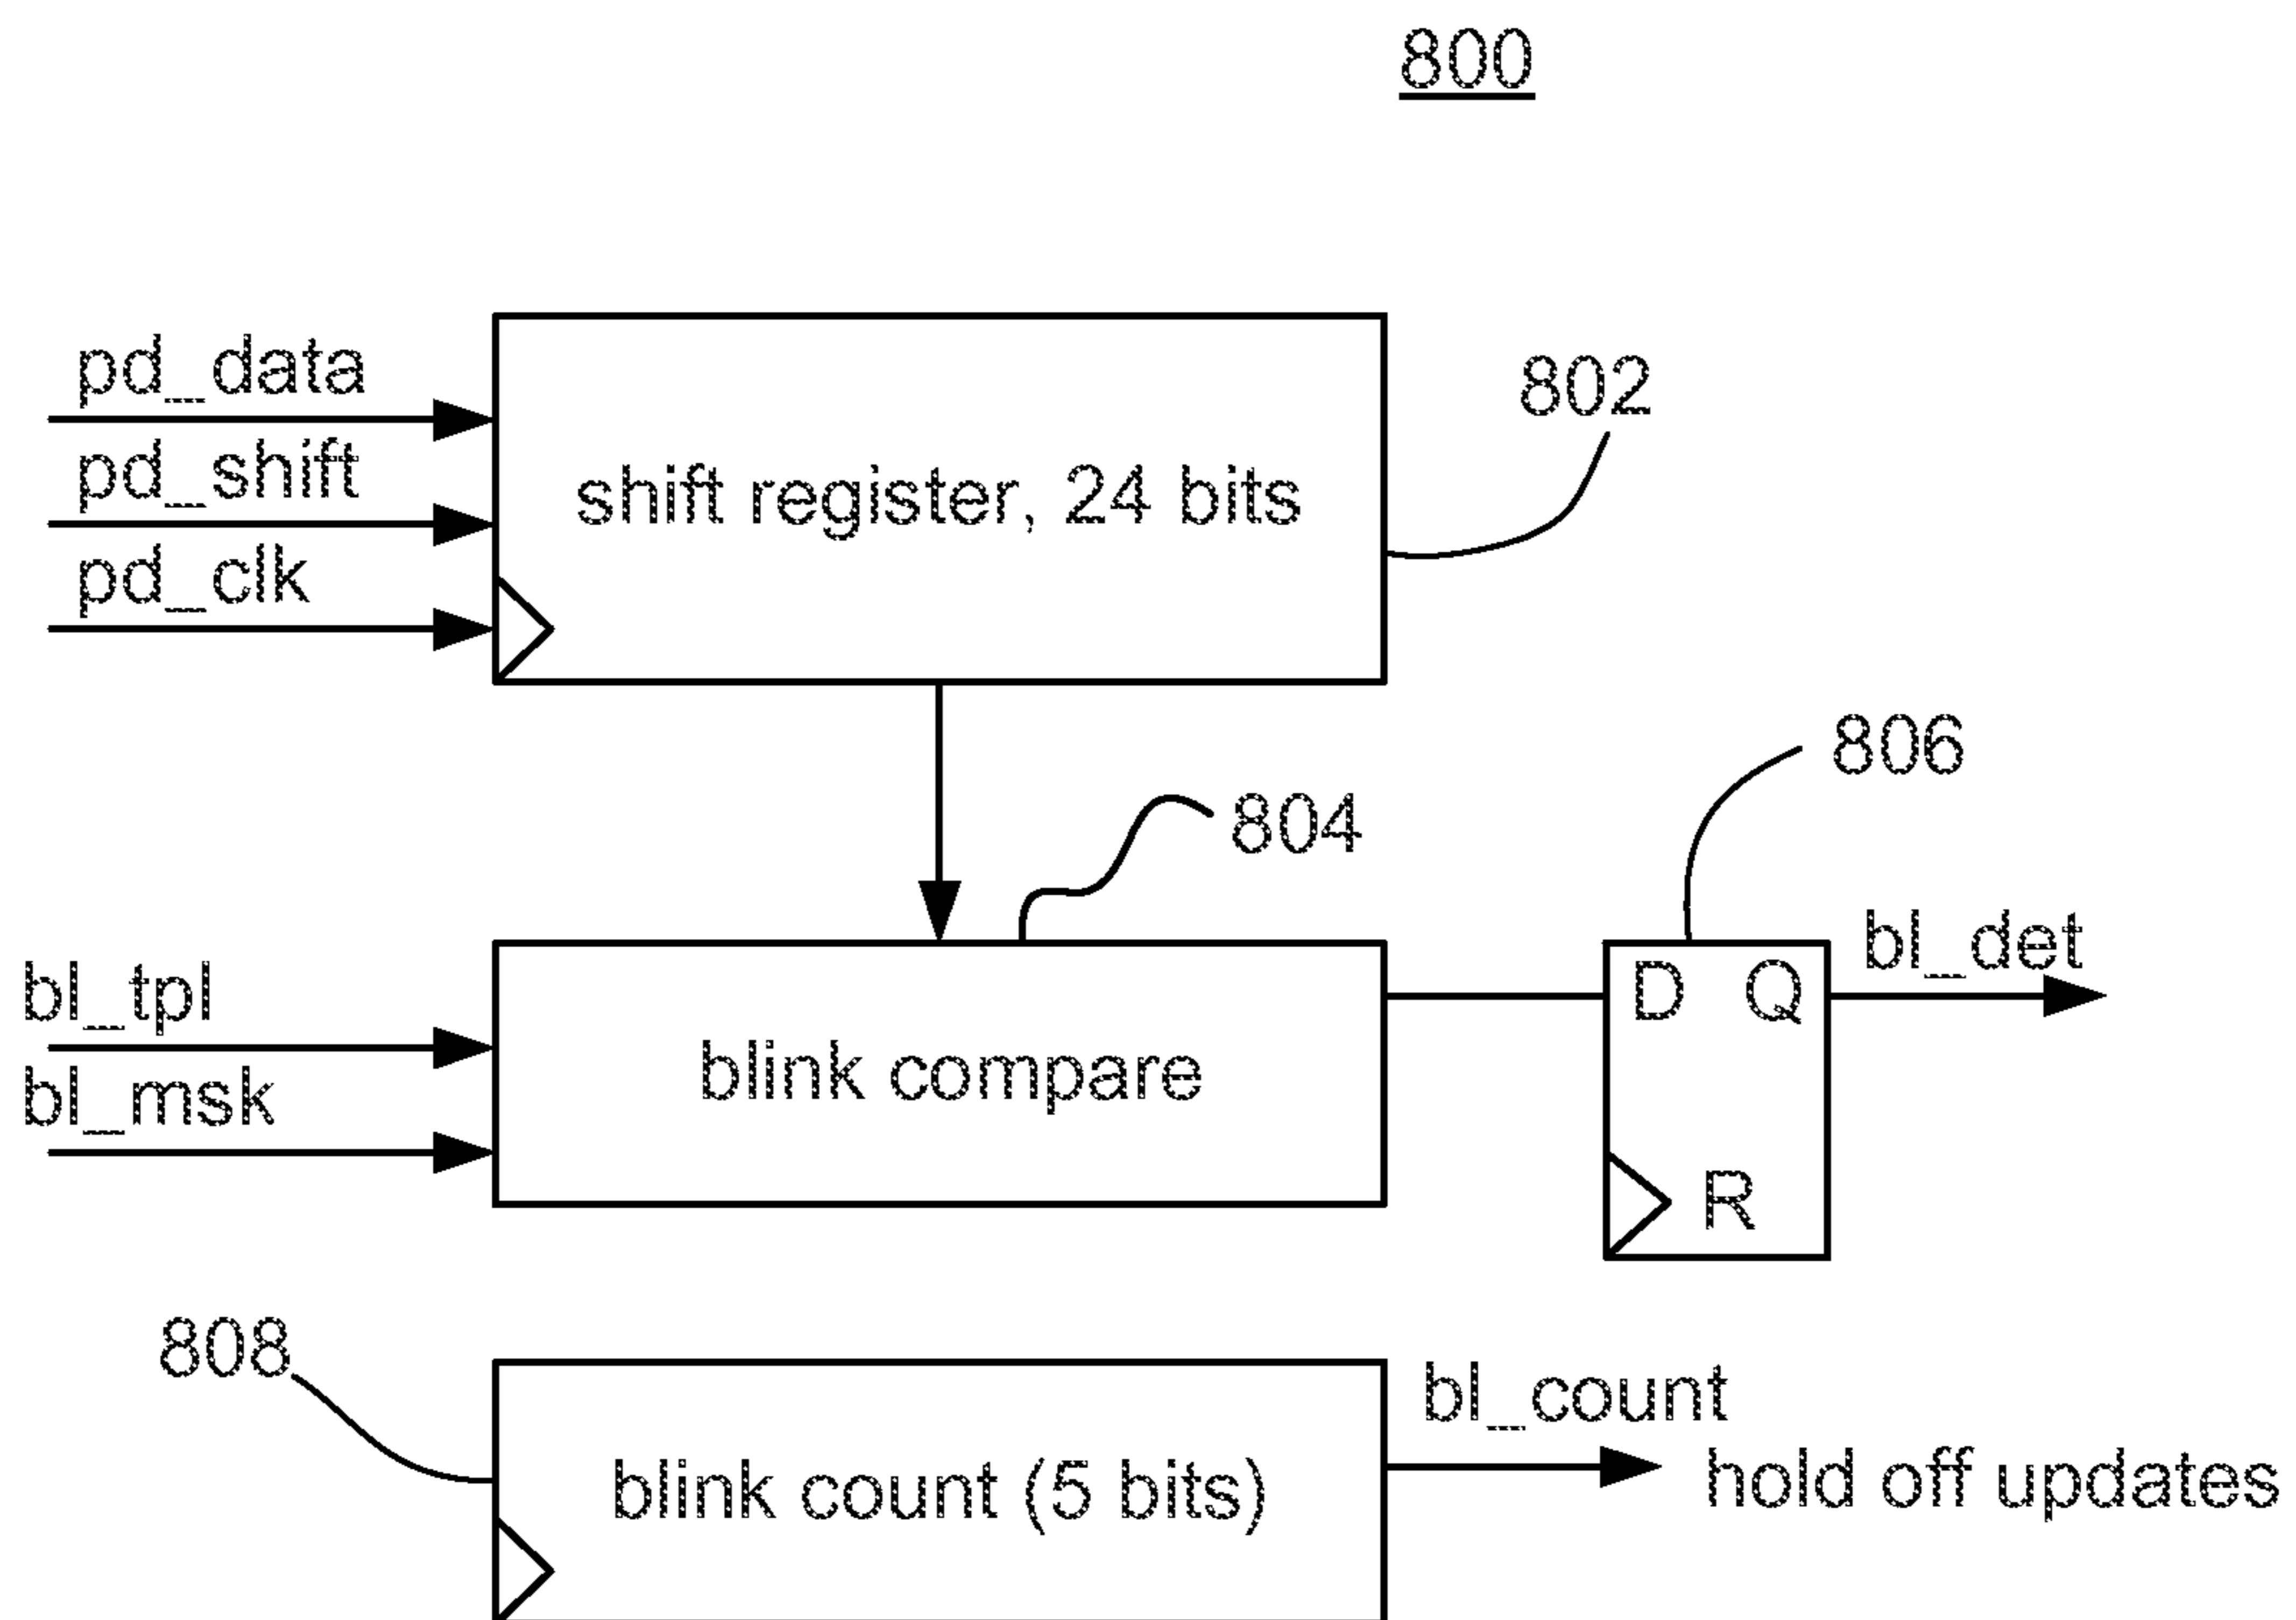 800
pd_data
pd_shift
pd_clk
shift register, 24 bits
802
804
806
bl_tpl
bl_msk
blink compare
D Q
R
bl_det
808
blink count (5 bits)
bl_count
hold off updates